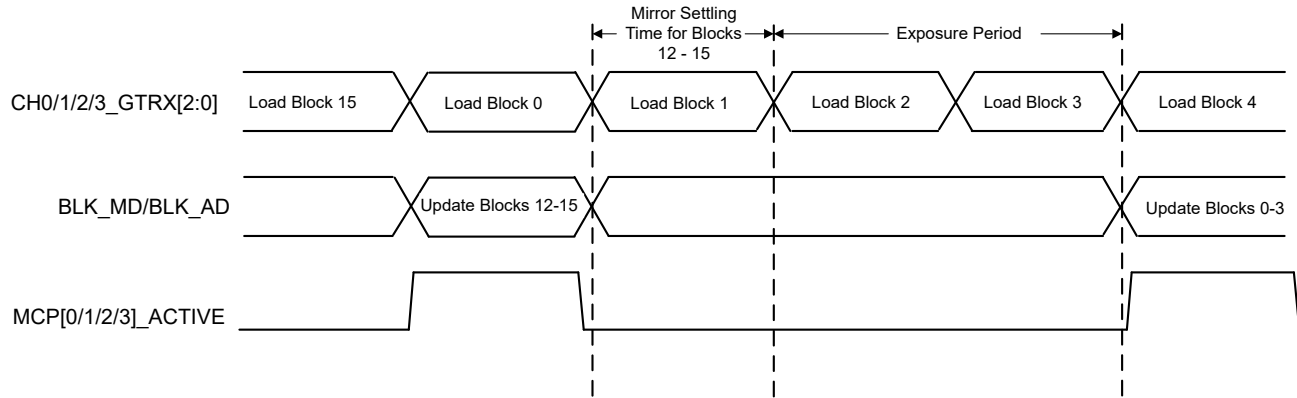 Mirror Settling
Time for Blocks
12 - 15
Exposure Period
CH0/1/2/3_GTRX[2:0]
Load Block 15
Load Block 0
Load Block 1
Load Block 2
Load Block 3
Load Block 4
BLK_MD/BLK_AD
Update Blocks 12-15
Update Blocks 0-3
MCP[0/1/2/3]_ACTIVE